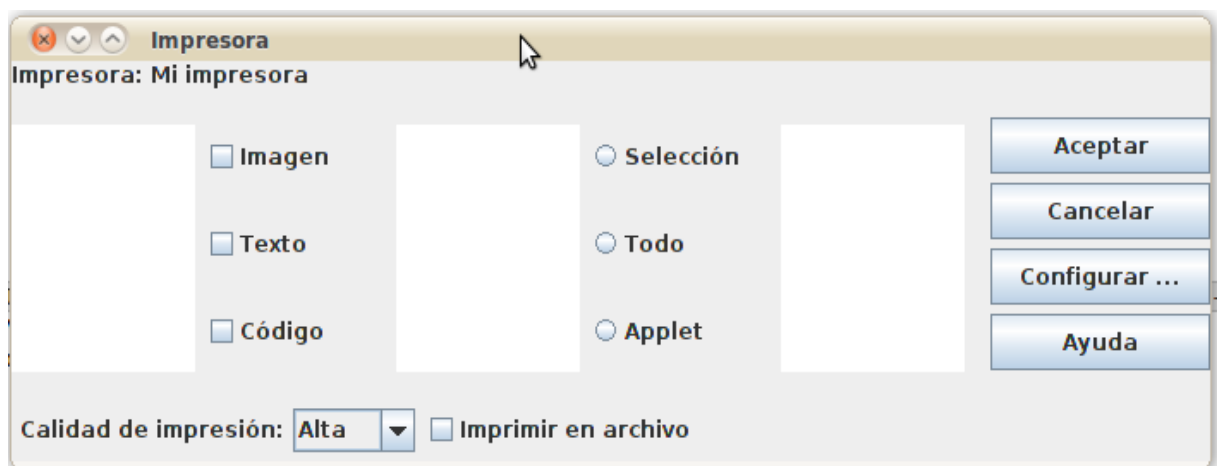 Impresora
Impresora: Mi impresora
Imagen
Selección
Aceptar
Cancelar
Texto
Todo
Configurar ...
Código
Applet
Ayuda
Calidad de impresión: Alta
Imprimir en archivo